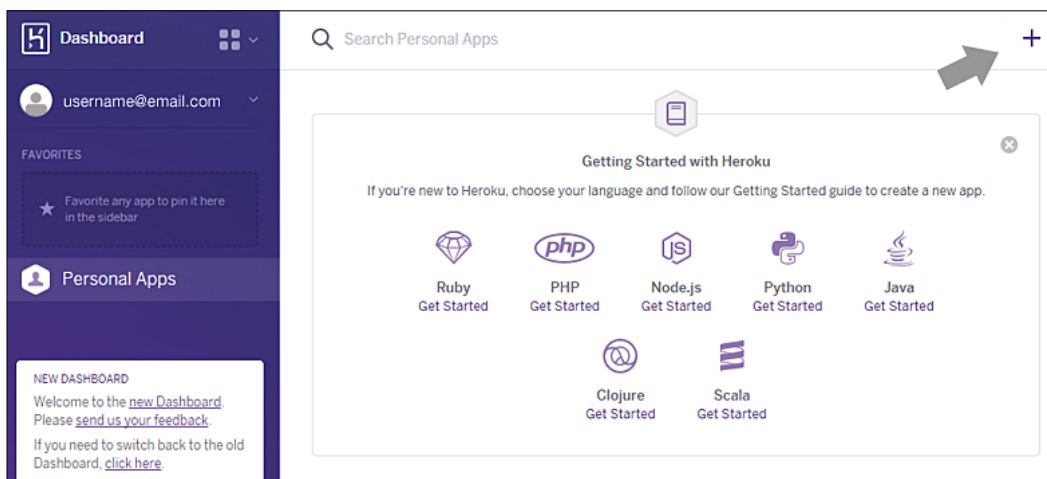 Dashboard
Search Personal Apps
username@email.com
FAVORITES
Favorite any app to pin it here
in the sidebar
Personal Apps
NEW DASHBOARD
Welcome to the new Dashboard.
Please send us your feedback.
If you need to switch back to the old
Dashboard, click here.
Getting Started with Heroku
If you're new to Heroku, choose your language and follow our Getting Started guide to create a new app.
php
JS
Ruby PHP Node.js Python Java
Get Started Get Started Get Started Get Started Get Started
Clojure Scala
Get Started Get Started